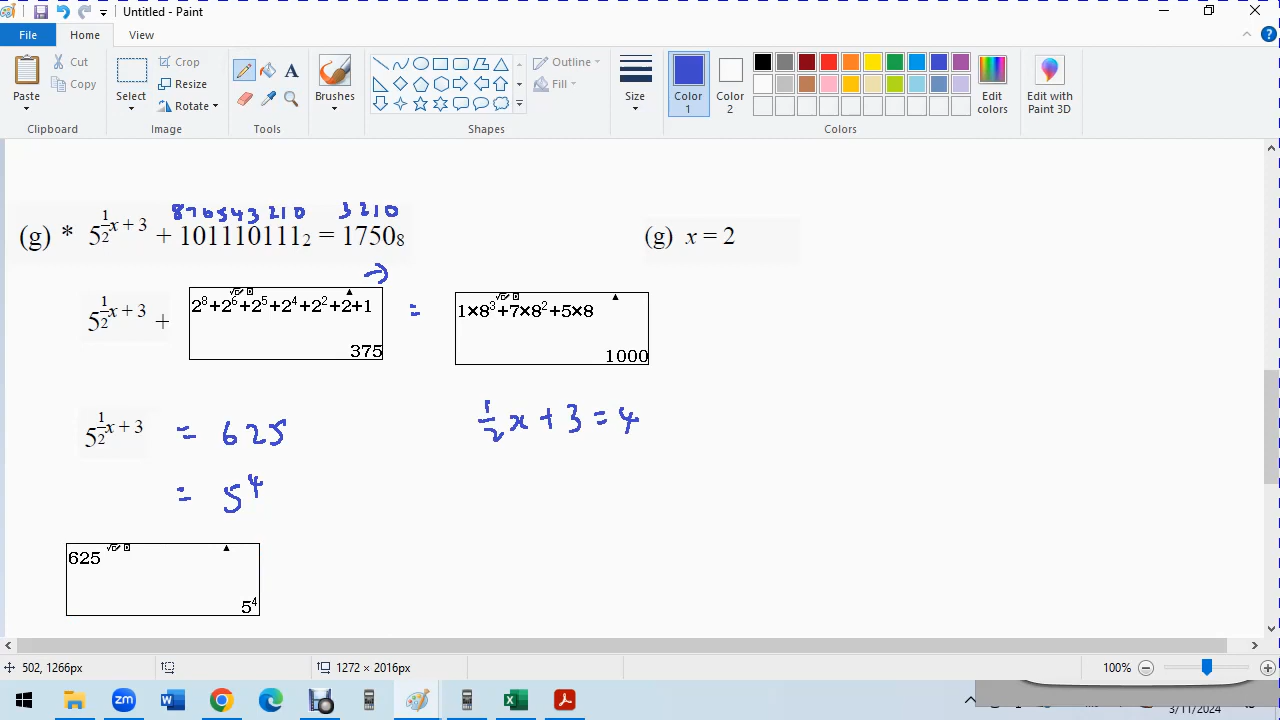 Untitled - Paint
File Home View
Paste Cut Copy Clipboard
Select Crop Resize Rotate Image
Tools
Brushes
Outline Fill Shapes
Size
Color 1 Color 2 Edit colors Colors
Edit with Paint 3D
8 7 6 5 4 3 2 1 0 3 2 1 0
(g) * 5^{\frac{1}{2}x + 3} + 101110111₂ = 1750₈
(g) x = 2
5^{\frac{1}{2}x + 3} + 2⁸+2⁶+2⁵+2⁴+2²+2+1 = 1×8³+7×8²+5×8
375 1000
5^{\frac{1}{2}x + 3} = 625
\frac{1}{2}x + 3 = 4
= 5⁴
625
5⁴
502, 1266px 1272 × 2016px 100%
3/11/2024